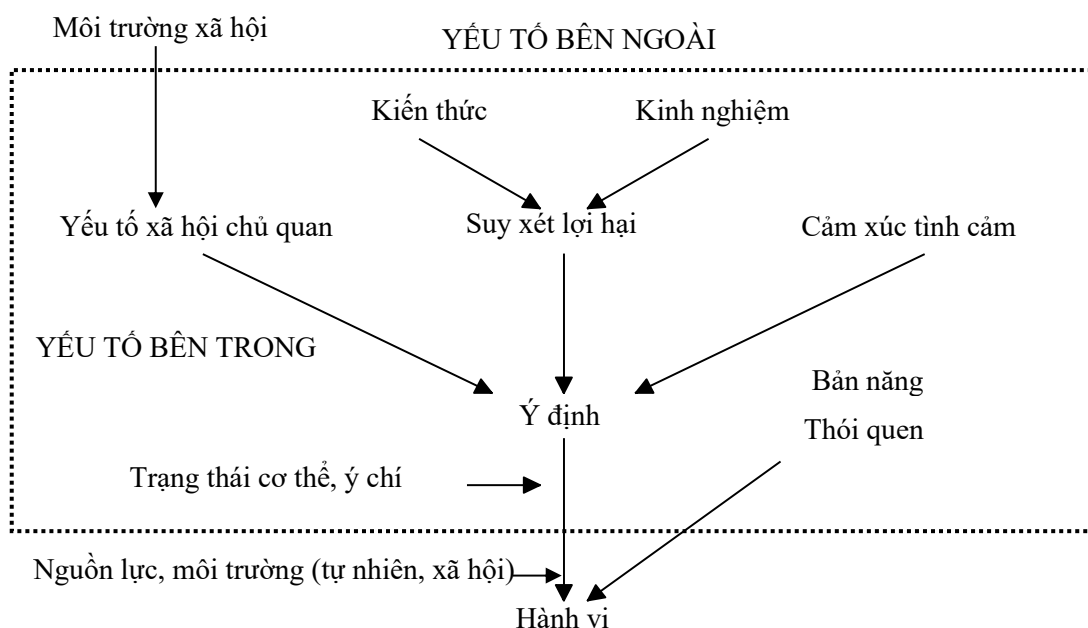 Môi trường xã hội
YẾU TỐ BÊN NGOÀI
Kiến thức
Kinh nghiệm
Yếu tố xã hội chủ quan
Suy xét lợi hại
Cảm xúc tình cảm
YẾU TỐ BÊN TRONG
Bản năng
Ý định
Thói quen
Trạng thái cơ thể, ý chí
Nguồn lực, môi trường (tự nhiên, xã hội)
Hành vi